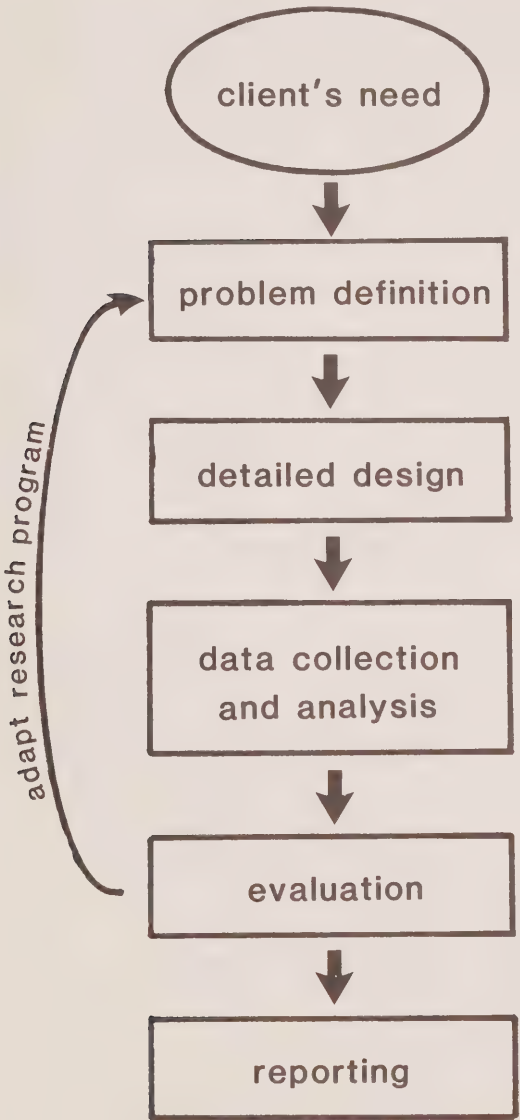 client's need
problem definition
detailed design
data collection
and analysis
evaluation
reporting
adapt research program